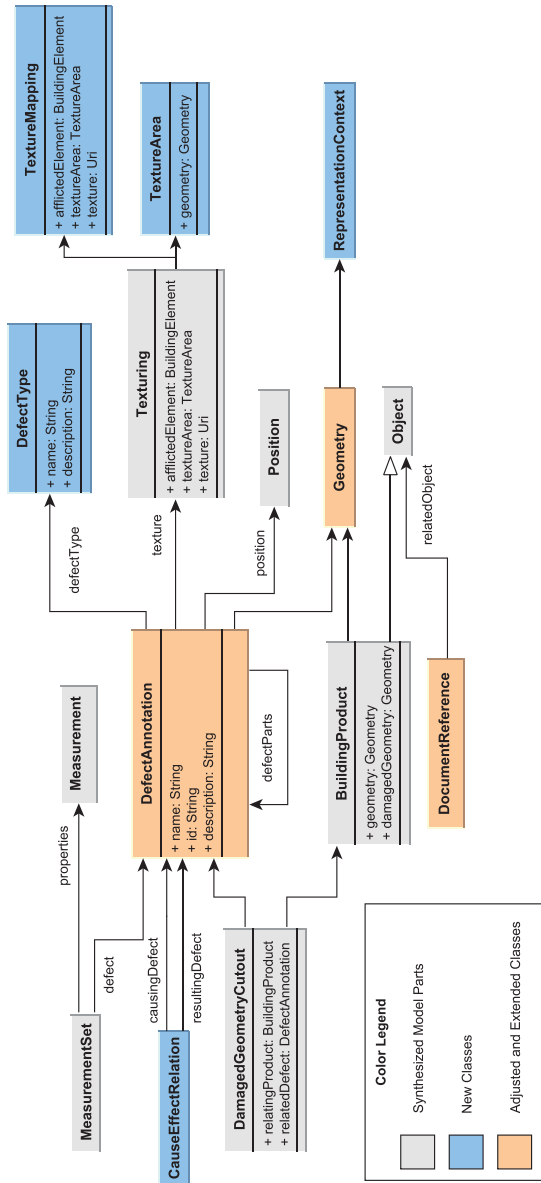 MeasurementSet
properties
Measurement
defect
CauseEffectRelation
causingDefect
resultingDefect
DefectAnnotation
+ name: String
+ id: String
+ description: String
defectParts
defectType
DefectType
+ name: String
+ description: String
texture
Texturing
+ afflictedElement: BuildingElement
+ textureArea: TextureArea
+ texture: Uri
TextureMapping
+ afflictedElement: BuildingElement
+ textureArea: TextureArea
+ texture: Uri
TextureArea
+ geometry: Geometry
position
Position
DamagedGeometryCutout
+ relatingProduct: BuildingProduct
+ relatedDefect: DefectAnnotation
BuildingProduct
+ geometry: Geometry
+ damagedGeometry: Geometry
Geometry
RepresentationContext
Object
relatedObject
DocumentReference
Color Legend
Synthesized Model Parts
New Classes
Adjusted and Extended Classes